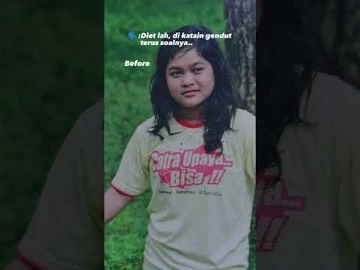 🗣️ :Diet lah, di katain gendut
terus soalnya..
Before
Catra Upaya...
Bisa !!